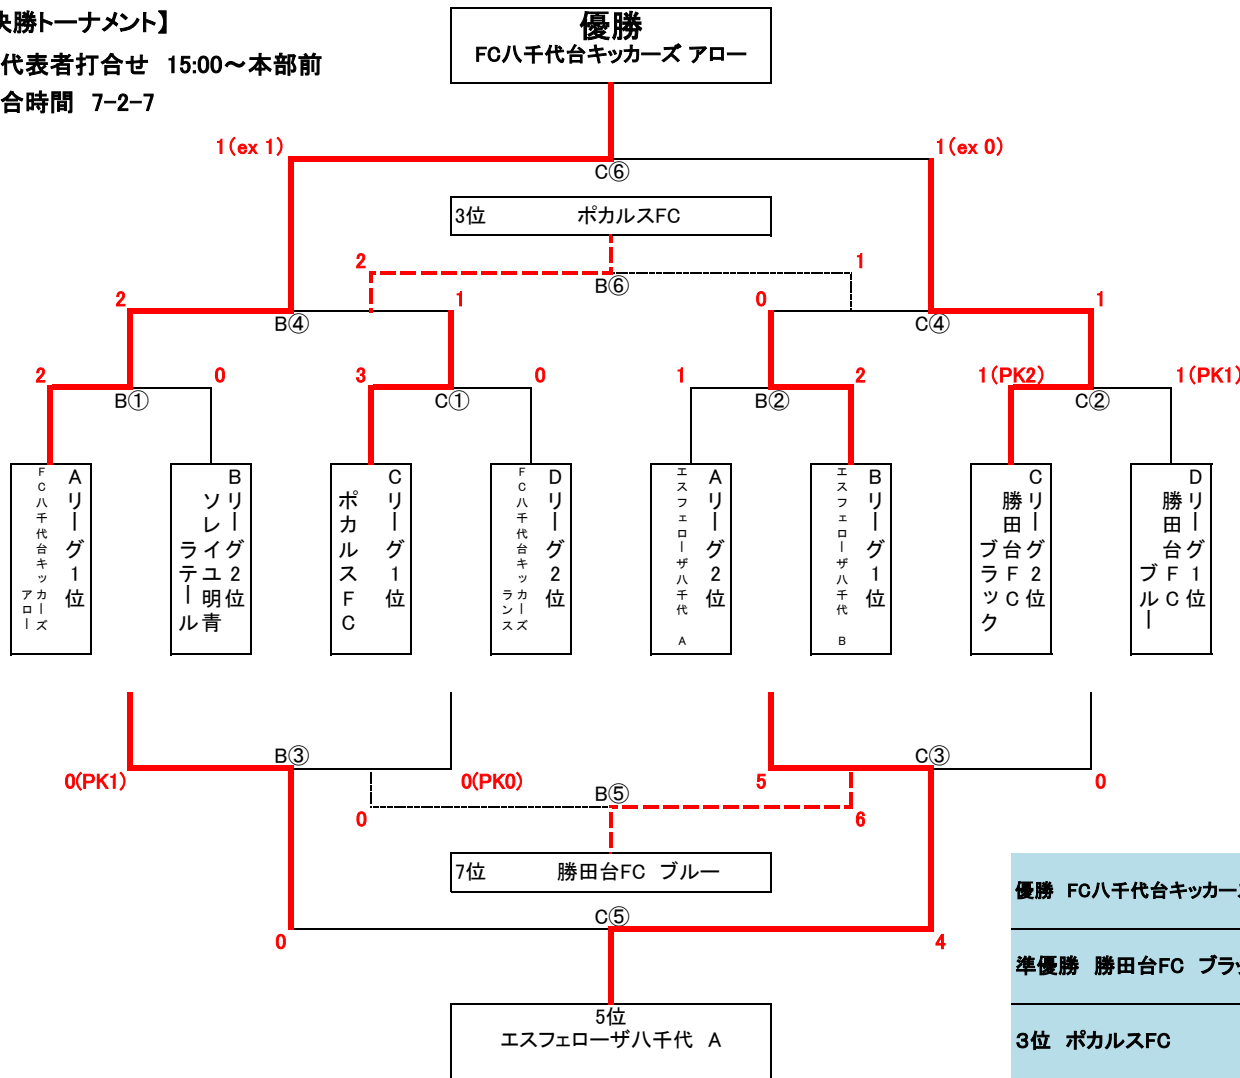 決勝トーナメント】
代表者打合せ 15:00～本部前
合時間 7-2-7
優勝
FC八千代台キッカーズ アロー
1(ex 1)
1(ex 0)
C⑥
3位 ポカルスFC
2
1
B⑥
2
1
0
1
B④
C④
2
0
3
0
1
2
1(PK2)
1(PK1)
B①
C①
B②
C②
Aリーグ1位
FC八千代台キッカーズ
アロー
Bリーグ2位
ソレイユ明青
ラテール
Cリーグ1位
ポカルスFC
Dリーグ2位
FC八千代台キッカーズ
ランス
Aリーグ2位
エスフェローザ八千代 A
Bリーグ1位
エスフェローザ八千代 B
Cリーグ2位
勝田台FC
ブラック
Dリーグ1位
勝田台FC
ブルー
B③
C③
0(PK1)
0(PK0)
5
0
B⑤
0
6
7位 勝田台FC ブルー
C⑤
0
4
5位
エスフェローザ八千代 A
優勝 FC八千代台キッカー
準優勝 勝田台FC ブラッ
3位 ポカルスFC